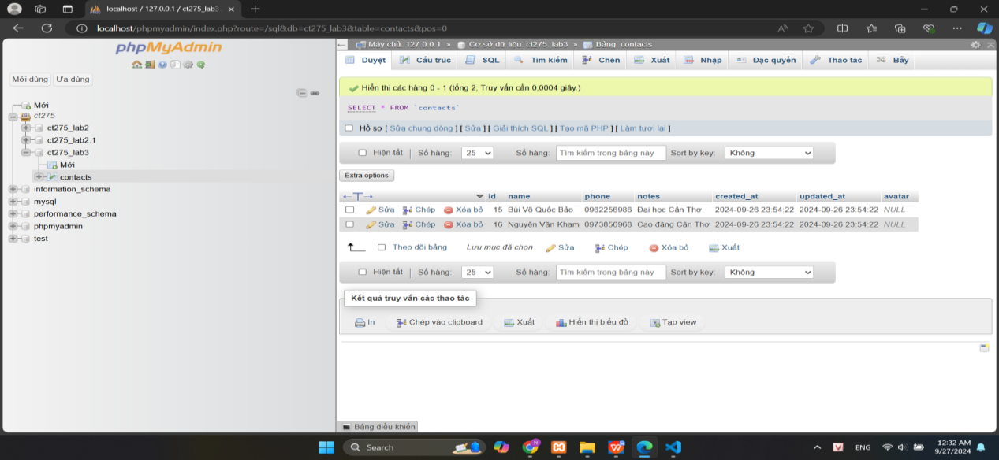 localhost / 127.0.0.1 / ct275_lab3
localhost/phpmyadmin/index.php?route=/sql&db=ct275_lab3&table=contacts&pos=0
phpMyAdmin
Mới dùng Ưa dùng
Mới
ct275
ct275_lab2
ct275_lab2.1
ct275_lab3
Mới
contacts
information_schema
mysql
performance_schema
phpmyadmin
test
Máy chủ: 127.0.0.1 » Cơ sở dữ liệu: ct275_lab3 » Bảng: contacts
Duyệt Cấu trúc SQL Tìm kiếm Chèn Xuất Nhập Đặc quyền Thao tác Bẫy
Hiển thị các hàng 0 - 1 (tổng 2, Truy vấn cần 0,0004 giây.)
SELECT * FROM `contacts`
Hồ sơ [ Sửa chung dòng ] [ Sửa ] [ Giải thích SQL ] [ Tạo mã PHP ] [ Làm tươi lại ]
Hiện tất | Số hàng: 25 Số hàng: Tìm kiếm trong bảng này Sort by key: Không
Extra options
←T→ id name phone notes created_at updated_at avatar
Sửa Chép Xóa bỏ 15 Bùi Võ Quốc Bảo 0962256986 Đại học Cần Thơ 2024-09-26 23:54:22 2024-09-26 23:54:22 NULL
Sửa Chép Xóa bỏ 16 Nguyễn Văn Kham 0973856968 Cao đẳng Cần Thơ 2024-09-26 23:54:22 2024-09-26 23:54:22 NULL
Theo dõi bảng Lưu mục đã chọn Sửa Chép Xóa bỏ Xuất
Hiện tất | Số hàng: 25 Số hàng: Tìm kiếm trong bảng này Sort by key: Không
Kết quả truy vấn các thao tác
In Chép vào clipboard Xuất Hiển thị biểu đồ Tạo view
Bảng điều khiển
Search
ENG
12:32 AM
9/27/2024